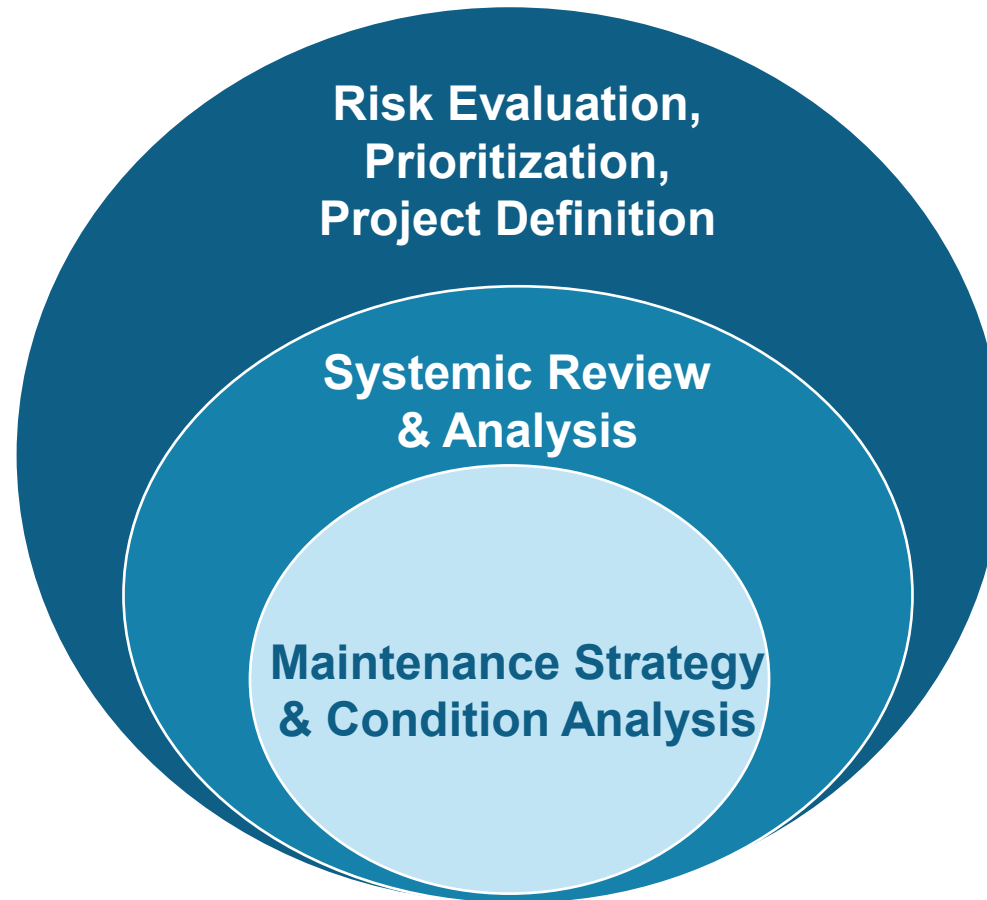 Risk Evaluation,
Prioritization,
Project Definition
Systemic Review
& Analysis
Maintenance Strategy
& Condition Analysis